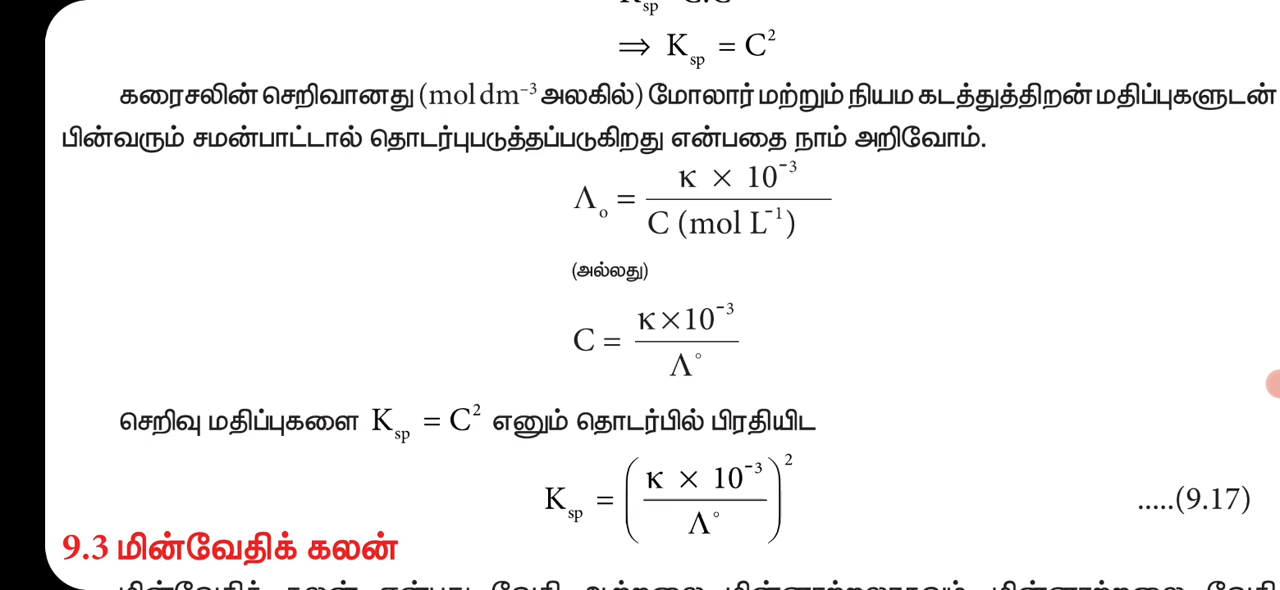 ⇒ K_sp = C²
கரைசலின் செறிவானது (mol dm⁻³ அலகில்) மோலார் மற்றும் நியம கடத்துத்திறன் மதிப்புகளுடன்
பின்வரும் சமன்பாட்டால் தொடர்புபடுத்தப்படுகிறது என்பதை நாம் அறிவோம்.
Λ_o = (κ × 10⁻³) / (C (mol L⁻¹))
(அல்லது)
C = (κ×10⁻³) / Λ°
செறிவு மதிப்புகளை K_sp = C² எனும் தொடர்பில் பிரதியிட
K_sp = ((κ × 10⁻³) / Λ°)² .....(9.17)
9.3 மின்வேதிக் கலன்